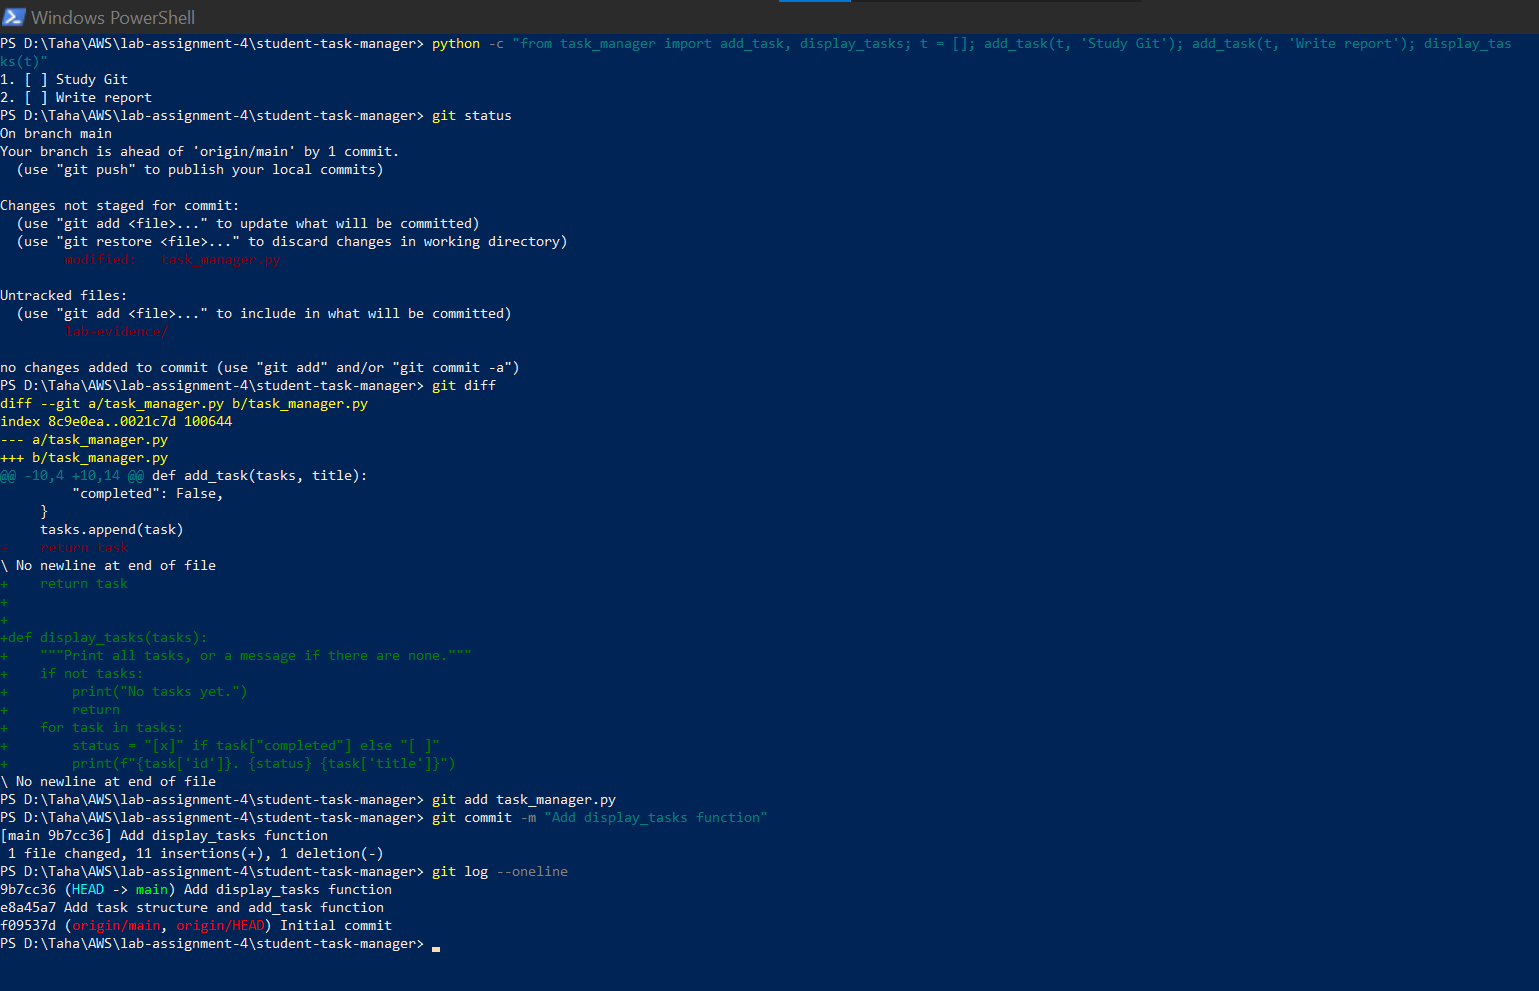 Windows PowerShell
PS D:\Taha\AWS\lab-assignment-4\student-task-manager> python -c "from task_manager import add_task, display_tasks; t = []; add_task(t, 'Study Git'); add_task(t, 'Write report'); display_tas
ks(t)"
1. [ ] Study Git
2. [ ] Write report
PS D:\Taha\AWS\lab-assignment-4\student-task-manager> git status
On branch main
Your branch is ahead of 'origin/main' by 1 commit.
  (use "git push" to publish your local commits)

Changes not staged for commit:
  (use "git add <file>..." to update what will be committed)
  (use "git restore <file>..." to discard changes in working directory)
        modified:   task_manager.py

Untracked files:
  (use "git add <file>..." to include in what will be committed)
        lab-evidence/

no changes added to commit (use "git add" and/or "git commit -a")
PS D:\Taha\AWS\lab-assignment-4\student-task-manager> git diff
diff --git a/task_manager.py b/task_manager.py
index 8c9e0ea..0021c7d 100644
--- a/task_manager.py
+++ b/task_manager.py
@@ -10,4 +10,14 @@ def add_task(tasks, title):
         "completed": False,
     }
     tasks.append(task)
-    return task
\ No newline at end of file
+    return task
+
+
+def display_tasks(tasks):
+    """Print all tasks, or a message if there are none."""
+    if not tasks:
+        print("No tasks yet.")
+        return
+    for task in tasks:
+        status = "[x]" if task["completed"] else "[ ]"
+        print(f"{task['id']}. {status} {task['title']}")
\ No newline at end of file
PS D:\Taha\AWS\lab-assignment-4\student-task-manager> git add task_manager.py
PS D:\Taha\AWS\lab-assignment-4\student-task-manager> git commit -m "Add display_tasks function"
[main 9b7cc36] Add display_tasks function
 1 file changed, 11 insertions(+), 1 deletion(-)
PS D:\Taha\AWS\lab-assignment-4\student-task-manager> git log --oneline
9b7cc36 (HEAD -> main) Add display_tasks function
e8a45a7 Add task structure and add_task function
f09537d (origin/main, origin/HEAD) Initial commit
PS D:\Taha\AWS\lab-assignment-4\student-task-manager>